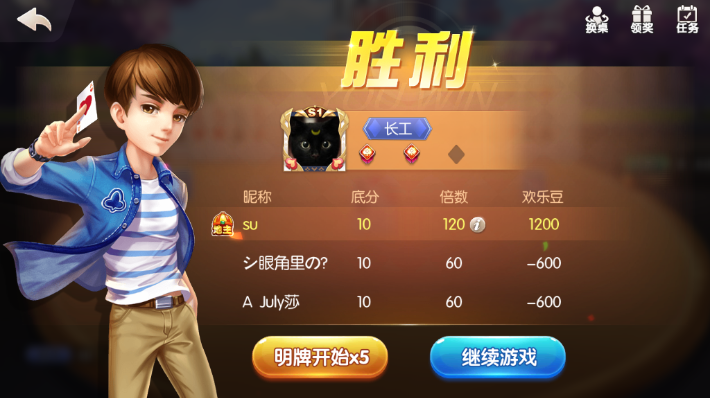 换桌 领奖 任务
胜利
YOU WIN
S1
长工
昵称 底分 倍数 欢乐豆
地主 su 10 120 i 1200
シ眼角里の? 10 60 -600
A July莎 10 60 -600
明牌开始x5 继续游戏